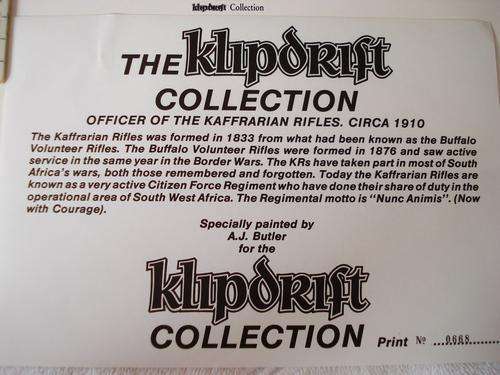 klipdrift Collection
THE klipdrift
COLLECTION
OFFICER OF THE KAFFRARIAN RIFLES. CIRCA 1910
The Kaffrarian Rifles was formed in 1833 from what had been known as the Buffalo
Volunteer Rifles. The Buffalo Volunteer Rifles were formed in 1876 and saw active
service in the same year in the Border Wars. The KRs have taken part in most of South
Africa's wars, both those remembered and forgotten. Today the Kaffrarian Rifles are
known as a very active Citizen Force Regiment who have done their share of duty in the
operational area of South West Africa. The Regimental motto is "Nunc Animis". (Now
with Courage).
Specially painted by
A.J. Butler
for the
klipdrift
COLLECTION
Print No 0668